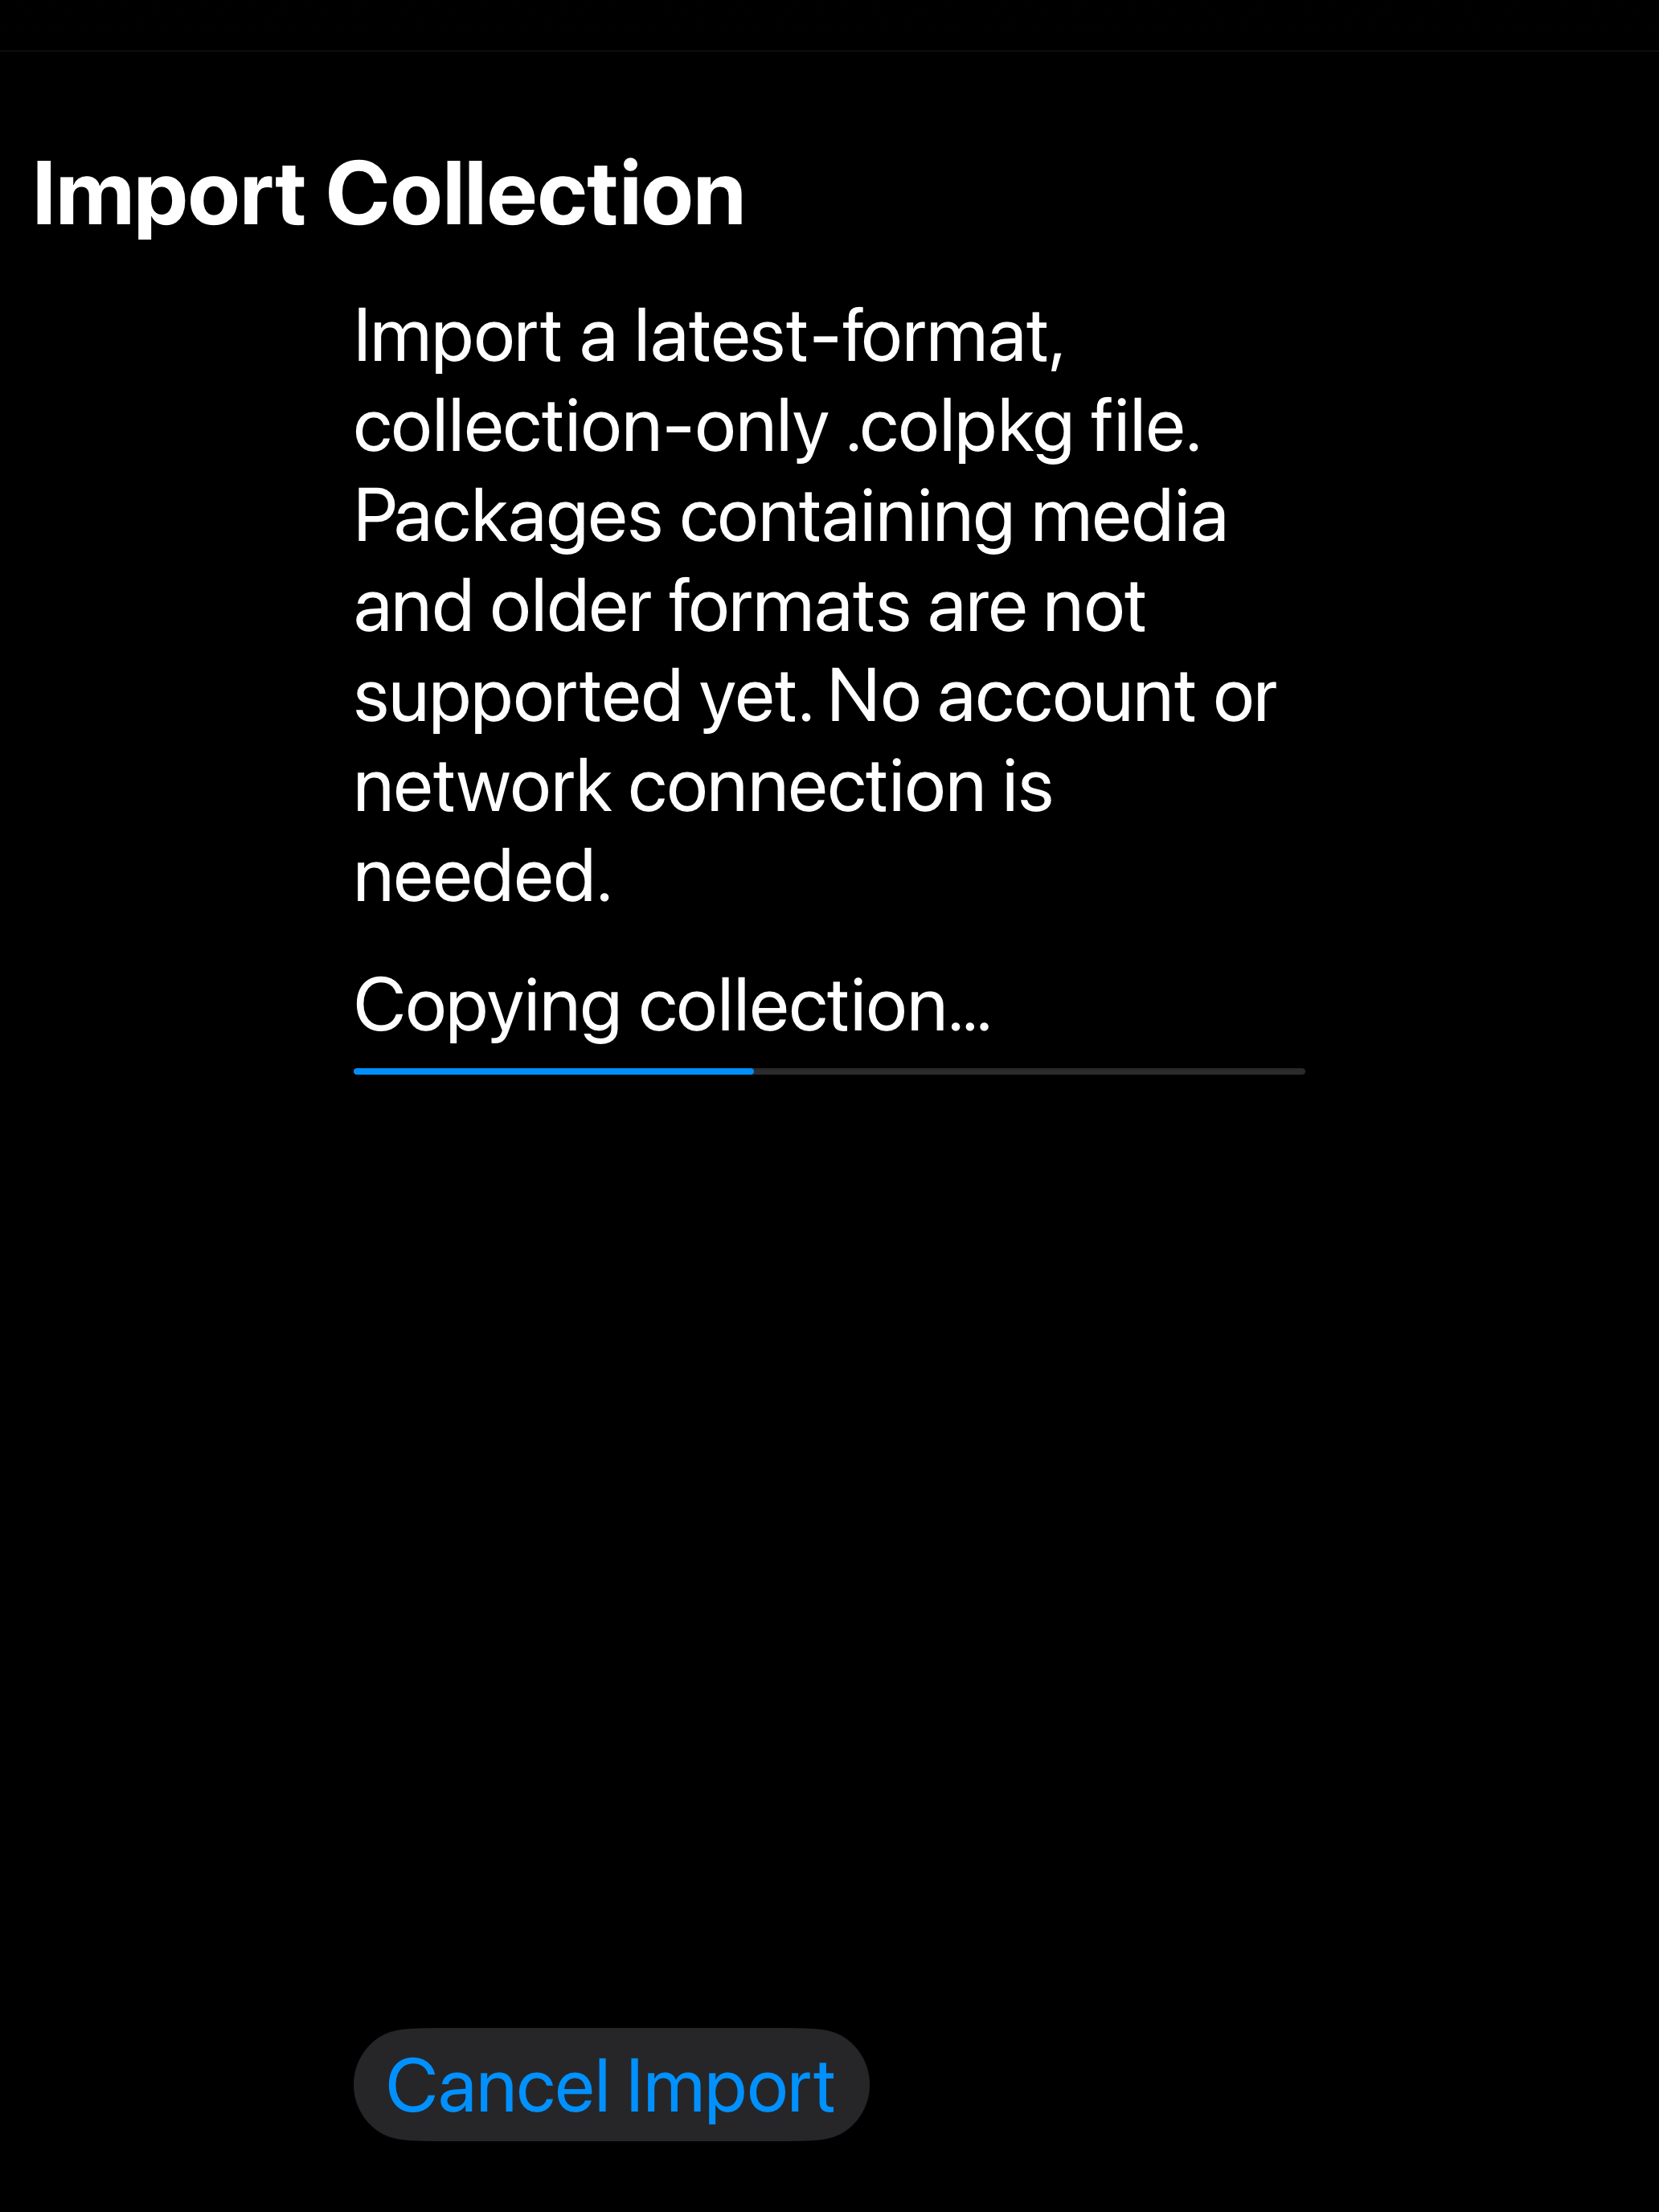 Import Collection
Import a latest-format,
collection-only .colpkg file.
Packages containing media
and older formats are not
supported yet. No account or
network connection is
needed.
Copying collection…
Cancel Import